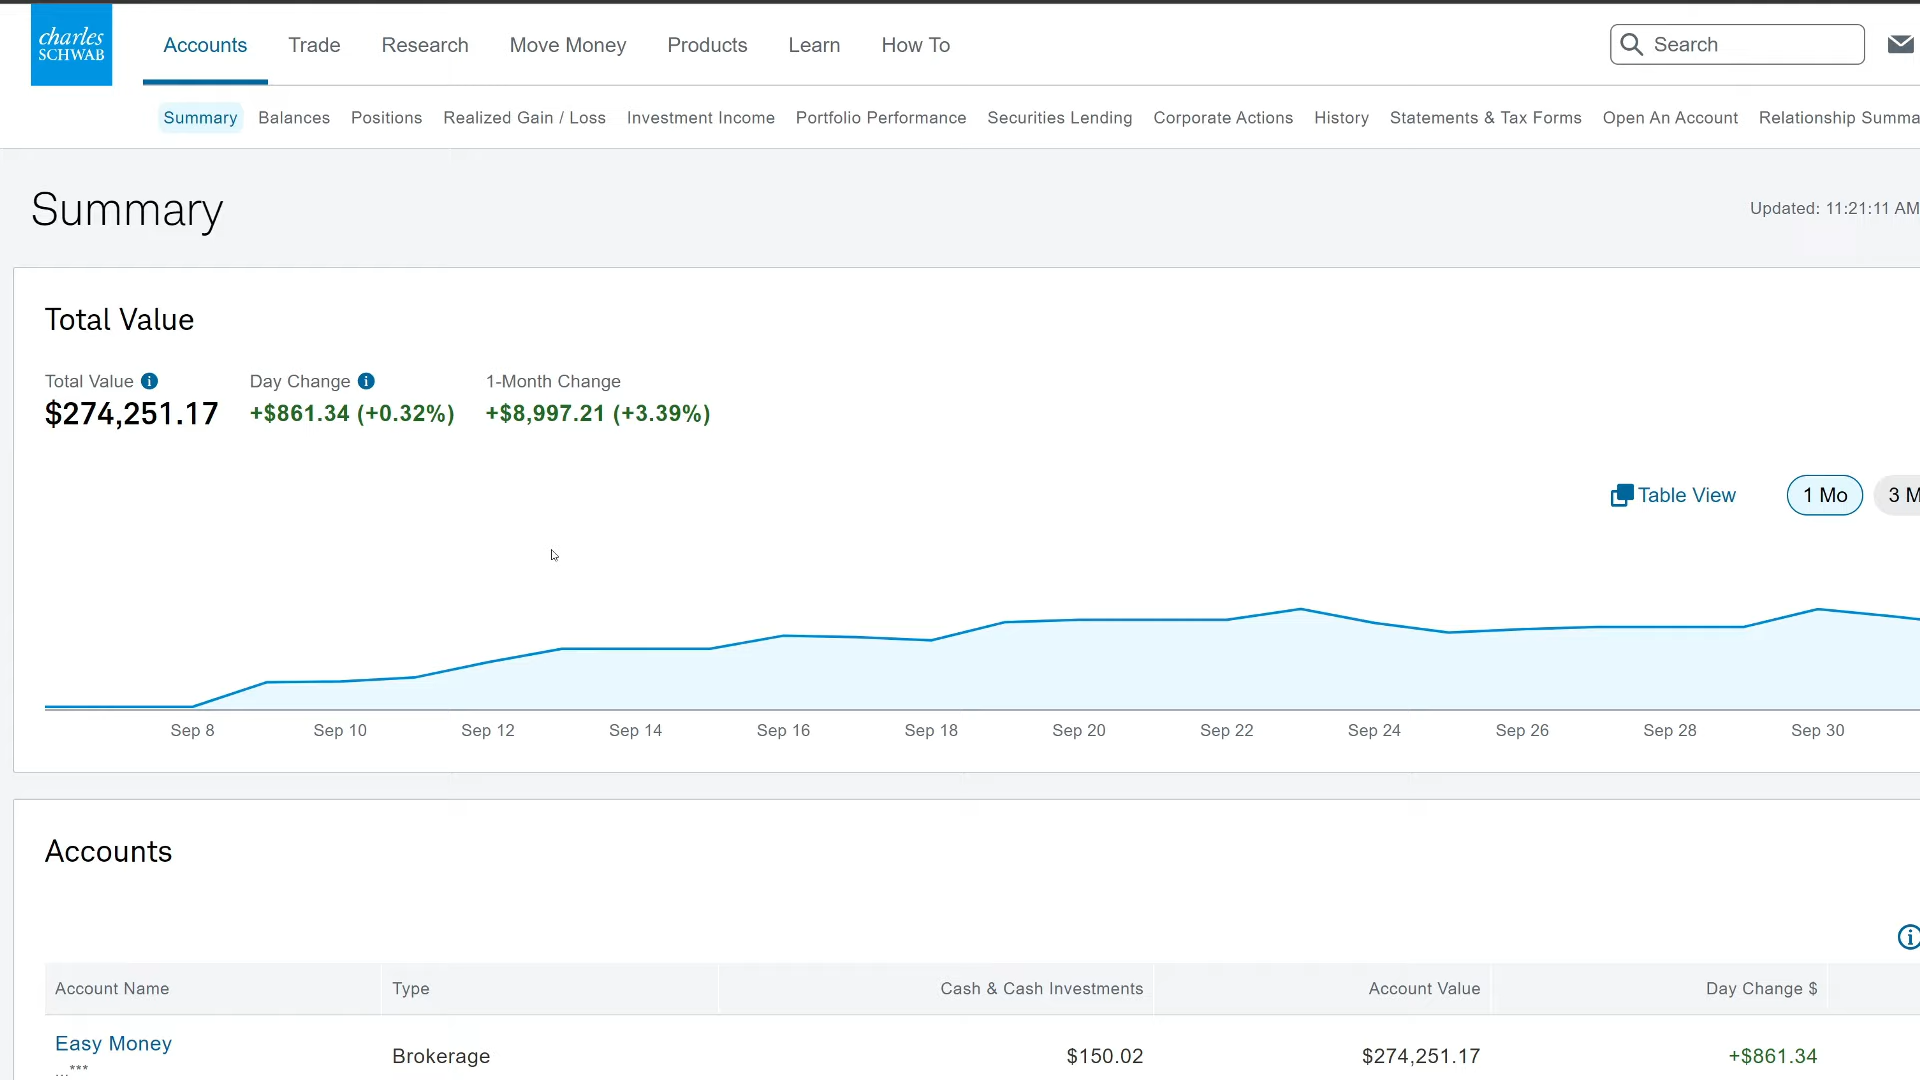 charles
SCHWAB
Accounts
Trade
Research
Move Money
Products
Learn
How To
Search
Summary
Balances
Positions
Realized Gain / Loss
Investment Income
Portfolio Performance
Securities Lending
Corporate Actions
History
Statements & Tax Forms
Open An Account
Relationship Summa
Summary
Updated: 11:21:11 AM
Total Value
Total Value
Day Change
1-Month Change
$274,251.17
+$861.34 (+0.32%)
+$8,997.21 (+3.39%)
Table View
1 Mo
3 M
Sep 8
Sep 10
Sep 12
Sep 14
Sep 16
Sep 18
Sep 20
Sep 22
Sep 24
Sep 26
Sep 28
Sep 30
Accounts
Account Name
Type
Cash & Cash Investments
Account Value
Day Change $
Easy Money
...***
Brokerage
$150.02
$274,251.17
+$861.34